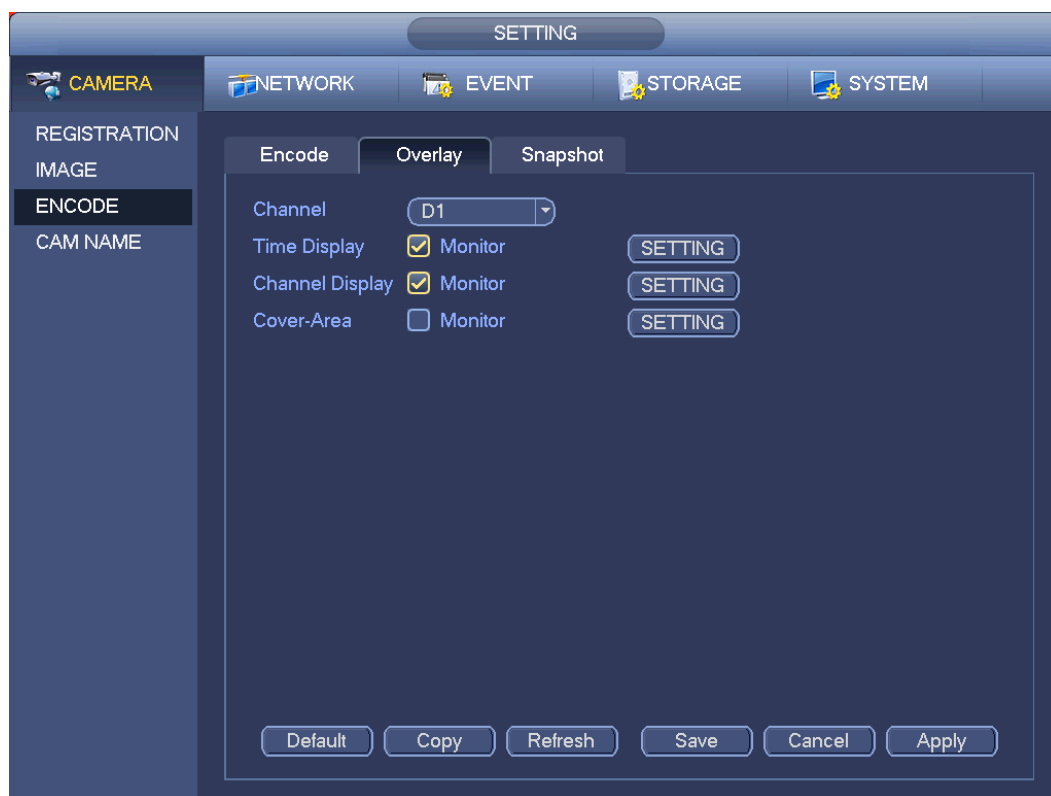 SETTING
CAMERA NETWORK EVENT STORAGE SYSTEM
REGISTRATION
IMAGE
ENCODE
CAM NAME
Encode Overlay Snapshot
Channel D1
Time Display Monitor SETTING
Channel Display Monitor SETTING
Cover-Area Monitor SETTING
Default Copy Refresh Save Cancel Apply